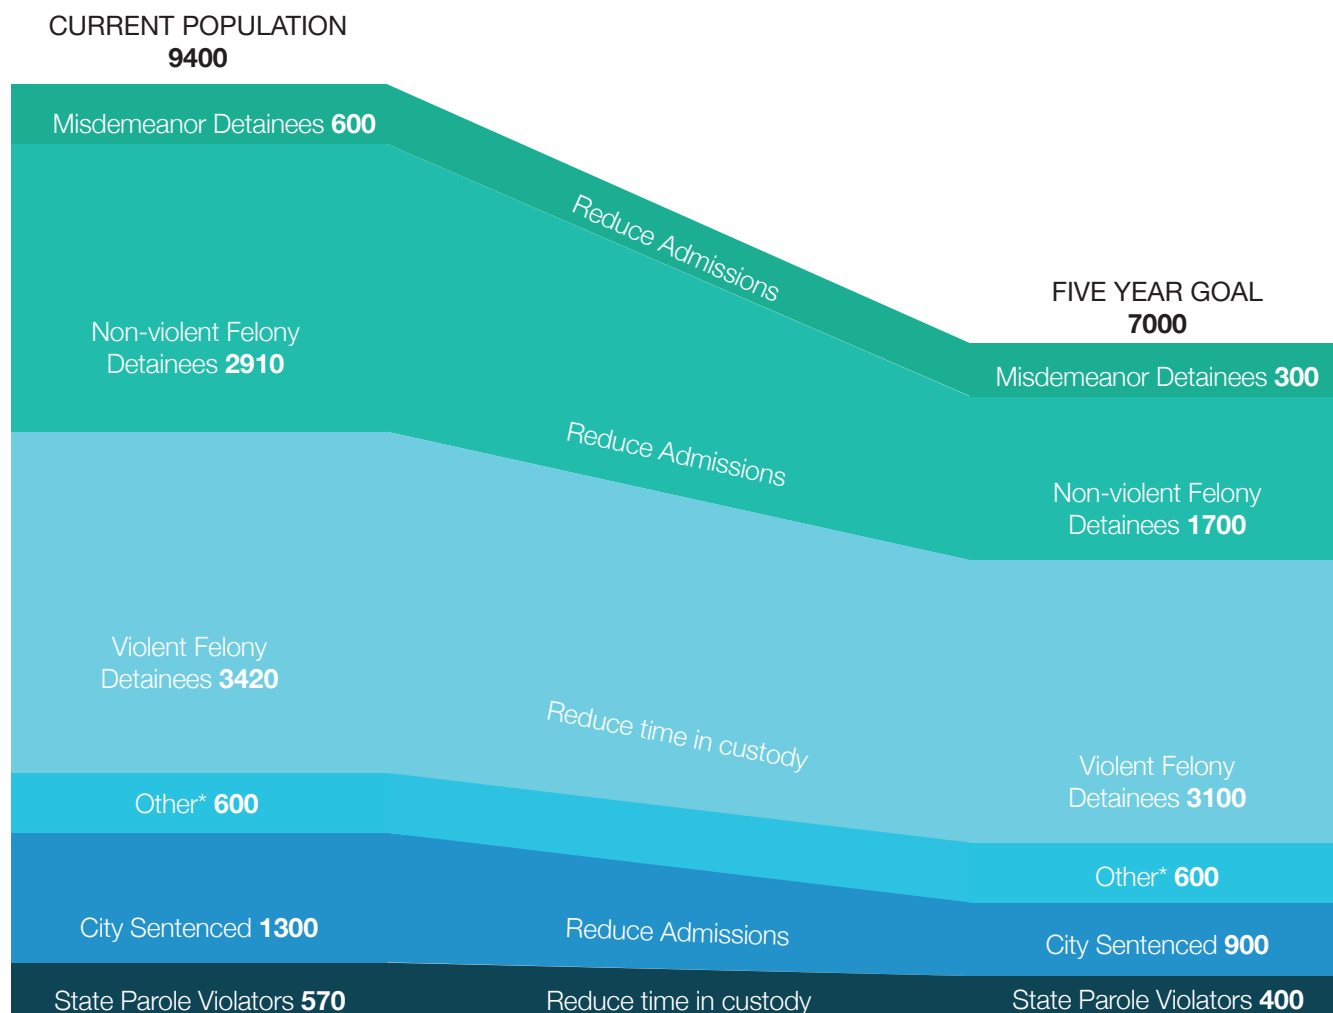 CURRENT POPULATION
9400
Misdemeanor Detainees 600
Non-violent Felony
Detainees 2910
Violent Felony
Detainees 3420
Other* 600
City Sentenced 1300
State Parole Violators 570
Reduce Admissions
Reduce Admissions
Reduce time in custody
Reduce Admissions
Reduce time in custody
FIVE YEAR GOAL
7000
Misdemeanor Detainees 300
Non-violent Felony
Detainees 1700
Violent Felony
Detainees 3100
Other* 600
City Sentenced 900
State Parole Violators 400